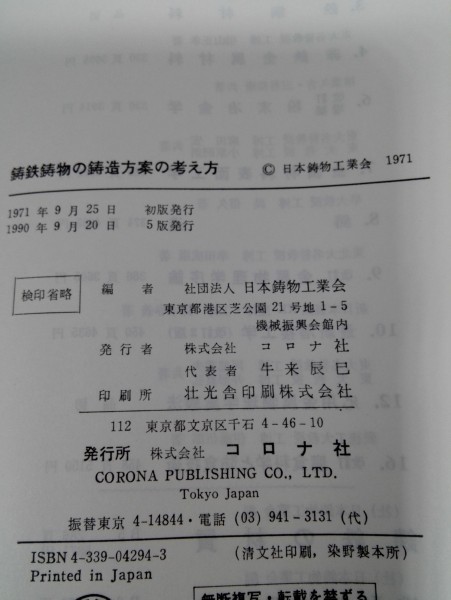 鋳鉄鋳物の鋳造方案の考え方 © 日本鋳物工業会 1971
1971 年 9 月 25 日 初版発行
1990 年 9 月 20 日 5 版発行
検印省略
編者 社団法人 日本鋳物工業会
東京都港区芝公園 21 号地 1-5
機械振興会館内
発行者 株式会社 コロナ社
代表者 牛来辰巳
印刷所 壮光舎印刷株式会社
112 東京都文京区千石 4-46-10
発行所 株式会社 コロナ社
CORONA PUBLISHING CO., LTD.
Tokyo Japan
振替東京 4-14844・電話 (03) 941-3131 (代)
ISBN 4-339-04294-3 (清文社印刷, 染野製本所)
Printed in Japan
無断複写・転載を禁ずる